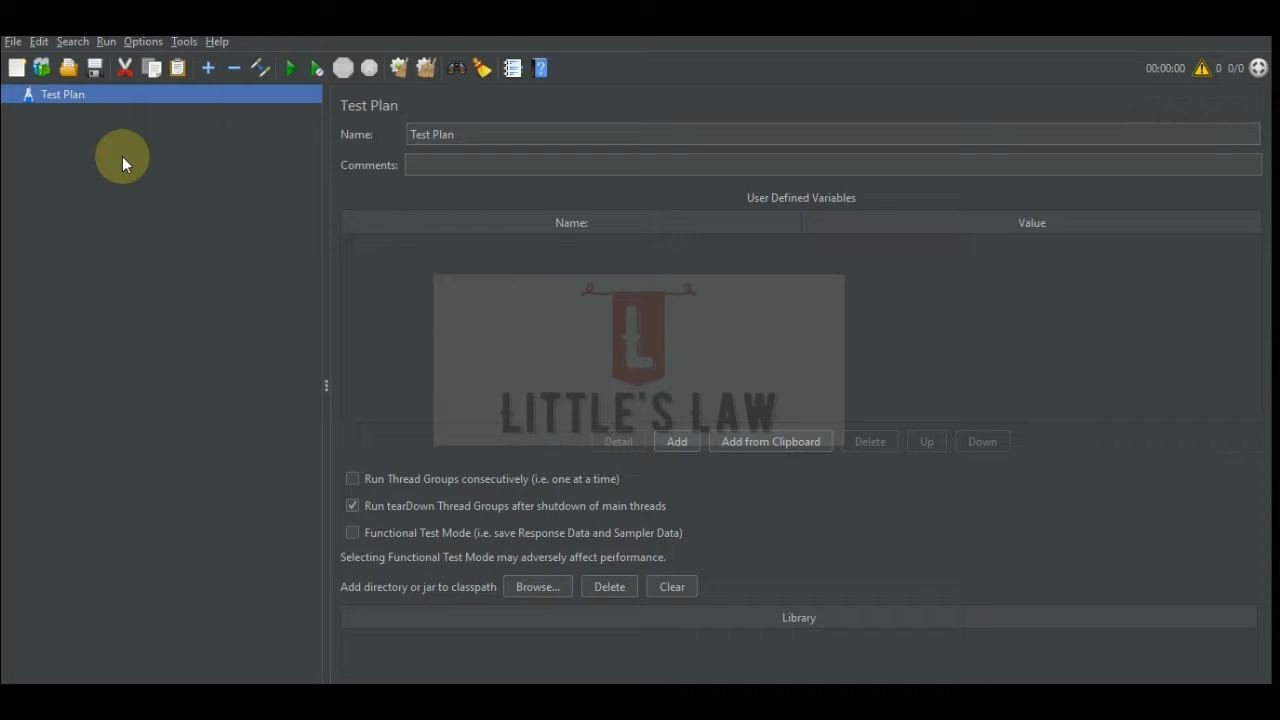 File Edit Search Run Options Tools Help
00:00:00 0 0/0
Test Plan
Test Plan
Name: Test Plan
Comments:
User Defined Variables
Name: Value
L
LITTLE'S LAW
Detail Add Add from Clipboard Delete Up Down
Run Thread Groups consecutively (i.e. one at a time)
Run tearDown Thread Groups after shutdown of main threads
Functional Test Mode (i.e. save Response Data and Sampler Data)
Selecting Functional Test Mode may adversely affect performance.
Add directory or jar to classpath Browse... Delete Clear
Library